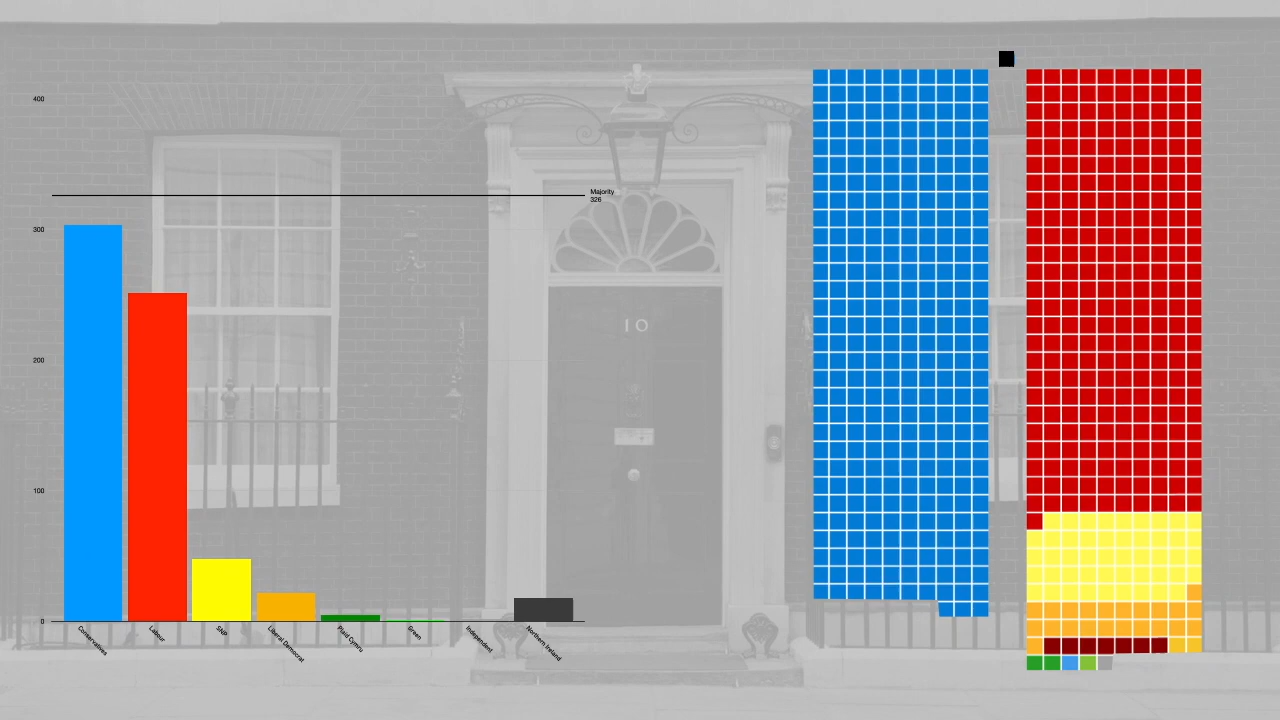 400
Majority
326
300
200
100
0
Conservatives
Labour
SNP
Liberal Democrat
Plaid Cymru
Green
Independent
Northern Ireland
10